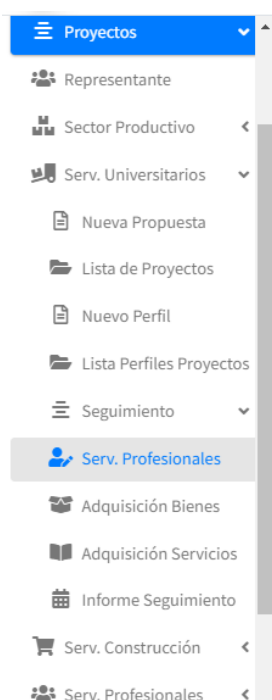 Proyectos
Representante
Sector Productivo
Serv. Universitarios
Nueva Propuesta
Lista de Proyectos
Nuevo Perfil
Lista Perfiles Proyectos
Seguimiento
Serv. Profesionales
Adquisición Bienes
Adquisición Servicios
Informe Seguimiento
Serv. Construcción
Serv. Profesionales